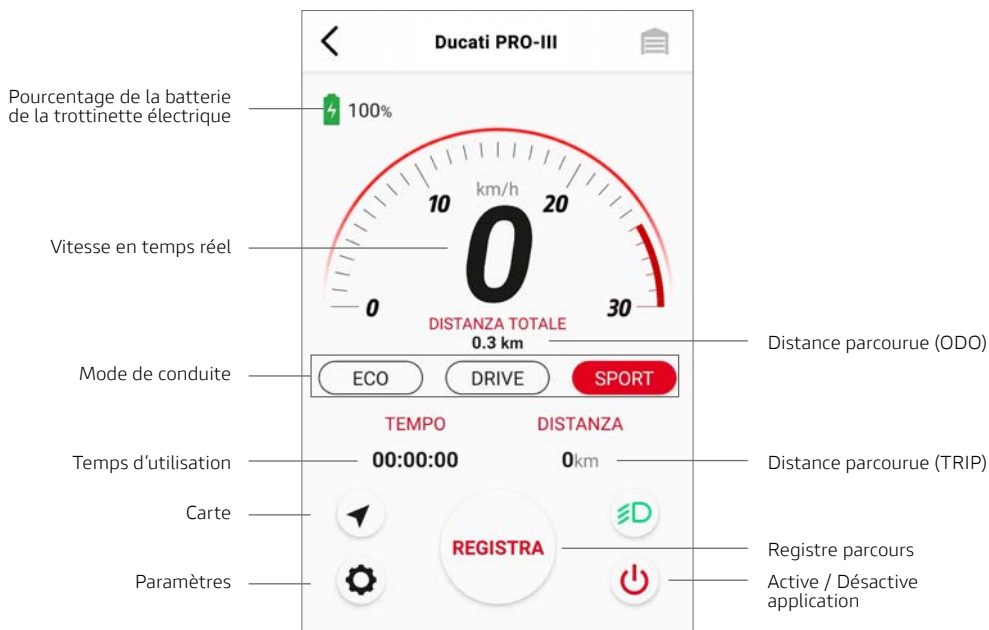 Ducati PRO-III
Pourcentage de la batterie
de la trottinette électrique
100%
km/h
10
20
Vitesse en temps réel
0
0
30
DISTANZA TOTALE
0.3 km
Distance parcourue (ODO)
Mode de conduite
ECO
DRIVE
SPORT
TEMPO
DISTANZA
Temps d'utilisation
00:00:00
0km
Distance parcourue (TRIP)
Carte
REGISTRA
Registre parcours
Paramètres
Active / Désactive
application